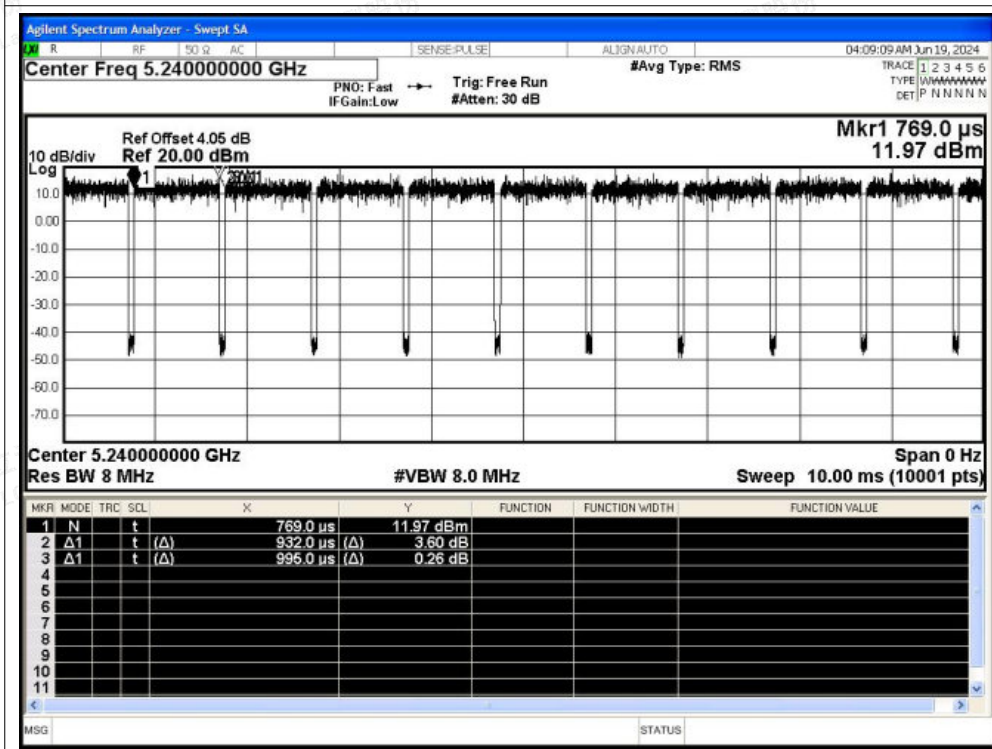 Agilent Spectrum Analyzer - Swept SA
LXI R RF 50 Ω AC SENSE:PULSE ALIGN AUTO 04:09:09 AM Jun 19, 2024
Center Freq 5.240000000 GHz #Avg Type: RMS TRACE 1 2 3 4 5 6
PNO: Fast Trig: Free Run TYPE
IFGain:Low #Atten: 30 dB DET P N N N N N
Mkr1 769.0 µs
11.97 dBm
Ref Offset 4.05 dB
10 dB/div Ref 20.00 dBm
Log
1
10.0
0.00
-10.0
-20.0
-30.0
-40.0
-50.0
-60.0
-70.0
Center 5.240000000 GHz Span 0 Hz
Res BW 8 MHz #VBW 8.0 MHz Sweep 10.00 ms (10001 pts)
MKR MODE TRC SCL X Y FUNCTION FUNCTION WIDTH FUNCTION VALUE
1 N t 769.0 µs 11.97 dBm
2 Δ1 t (Δ) 932.0 µs (Δ) 3.60 dB
3 Δ1 t (Δ) 995.0 µs (Δ) 0.26 dB
4
5
6
7
8
9
10
11
MSG STATUS